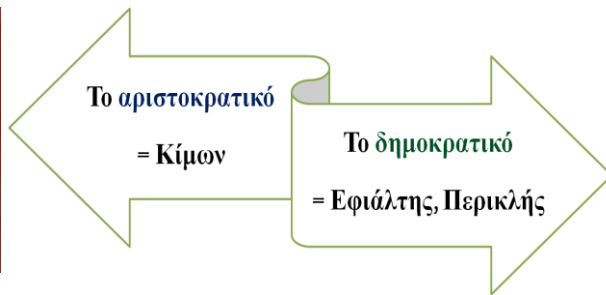 Το αριστοκρατικό
= Κίμων
Το δημοκρατικό
= Εφιάλτης, Περικλής